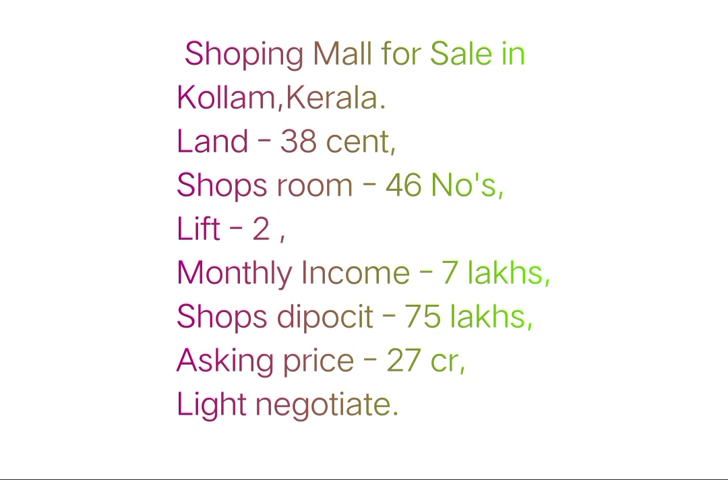 Shoping Mall for Sale in
Kollam,Kerala.
Land - 38 cent,
Shops room - 46 No's,
Lift - 2 ,
Monthly Income - 7 lakhs,
Shops dipocit - 75 lakhs,
Asking price - 27 cr,
Light negotiate.